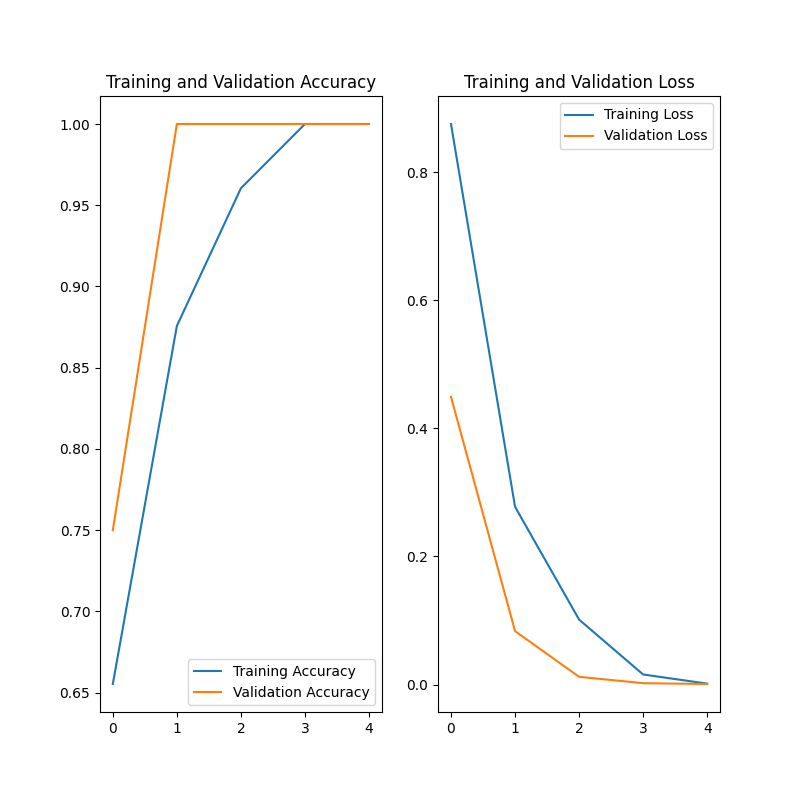 Training and Validation Accuracy
1.00
0.95
0.90
0.85
0.80
0.75
0.70
0.65
Training Accuracy
Validation Accuracy
0 1 2 3 4
Training and Validation Loss
Training Loss
Validation Loss
0.8
0.6
0.4
0.2
0.0
0 1 2 3 4